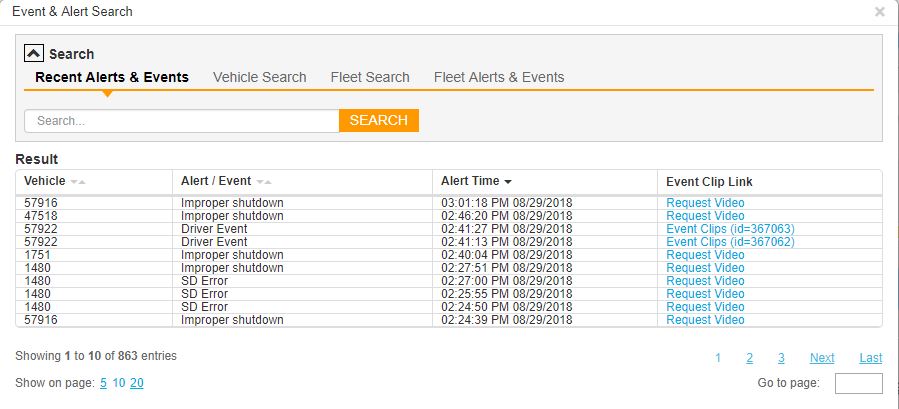 Event & Alert Search
Search
Recent Alerts & Events Vehicle Search Fleet Search Fleet Alerts & Events
Search... SEARCH
Result
Vehicle Alert / Event Alert Time Event Clip Link
57916 Improper shutdown 03:01:18 PM 08/29/2018 Request Video
47518 Improper shutdown 02:46:20 PM 08/29/2018 Request Video
57922 Driver Event 02:41:27 PM 08/29/2018 Event Clips (id=367063)
57922 Driver Event 02:41:13 PM 08/29/2018 Event Clips (id=367062)
1751 Improper shutdown 02:40:04 PM 08/29/2018 Request Video
1480 Improper shutdown 02:27:51 PM 08/29/2018 Request Video
1480 SD Error 02:27:00 PM 08/29/2018 Request Video
1480 SD Error 02:25:55 PM 08/29/2018 Request Video
1480 SD Error 02:24:50 PM 08/29/2018 Request Video
57916 Improper shutdown 02:24:39 PM 08/29/2018 Request Video
Showing 1 to 10 of 863 entries 1 2 3 Next Last
Show on page: 5 10 20 Go to page: